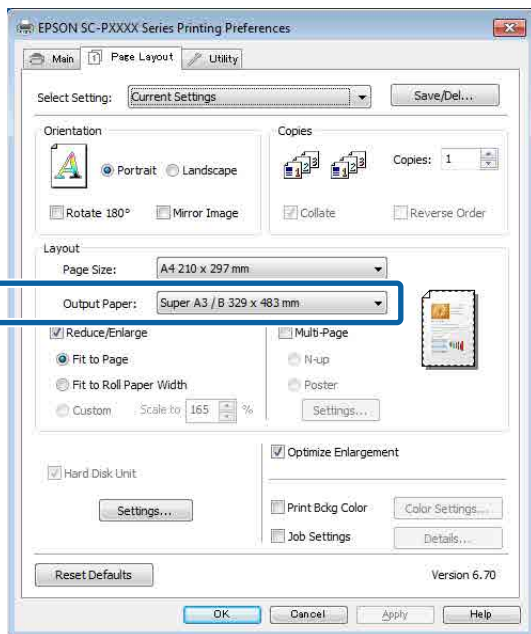 EPSON SC-PXXXX Series Printing Preferences
Main Page Layout Utility
Select Setting: Current Settings Save/Del...
Orientation
Portrait Landscape
Rotate 180° Mirror Image
Copies
Copies: 1
Collate Reverse Order
Layout
Page Size: A4 210 x 297 mm
Output Paper: Super A3 / B 329 x 483 mm
Reduce/Enlarge
Fit to Page
Fit to Roll Paper Width
Custom Scale to 165 %
Multi-Page
N-up
Poster
Settings...
Hard Disk Unit
Settings...
Optimize Enlargement
Print Bckg Color Color Settings...
Job Settings Details...
Reset Defaults Version 6.70
OK Cancel Apply Help